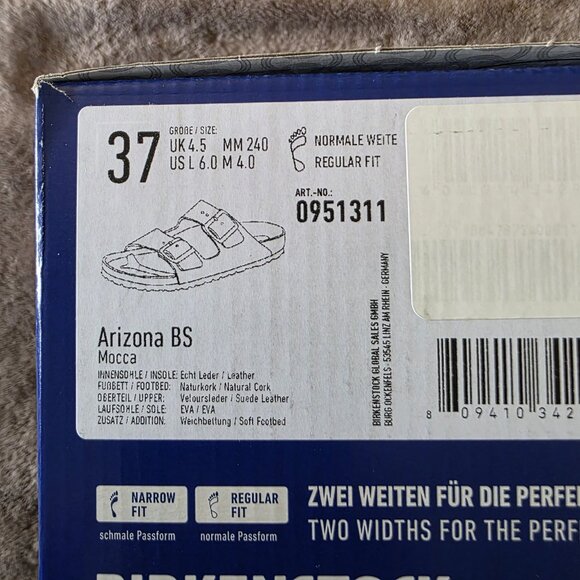 37
GRÖßE / SIZE:
UK 4.5 MM 240
US L 6.0 M 4.0
NORMALE WEITE
REGULAR FIT
ART.-NO.:
0951311
Arizona BS
Mocca
INNENSOHLE / INSOLE: Echt Leder / Leather
FUßBETT / FOOTBED: Naturkork / Natural Cork
OBERTEIL / UPPER: Veloursleder / Suede Leather
LAUFSOHLE / SOLE: EVA / EVA
ZUSATZ / ADDITION: Weichbettung / Soft Footbed
BIRKENSTOCK GLOBAL SALES GMBH
BURG OCKENFELS · 53545 LINZ AM RHEIN · GERMANY
8 09410 342
NARROW
FIT
schmale Passform
REGULAR
FIT
normale Passform
ZWEI WEITEN FÜR DIE PERFE
TWO WIDTHS FOR THE PERF
BIRKENSTOCK